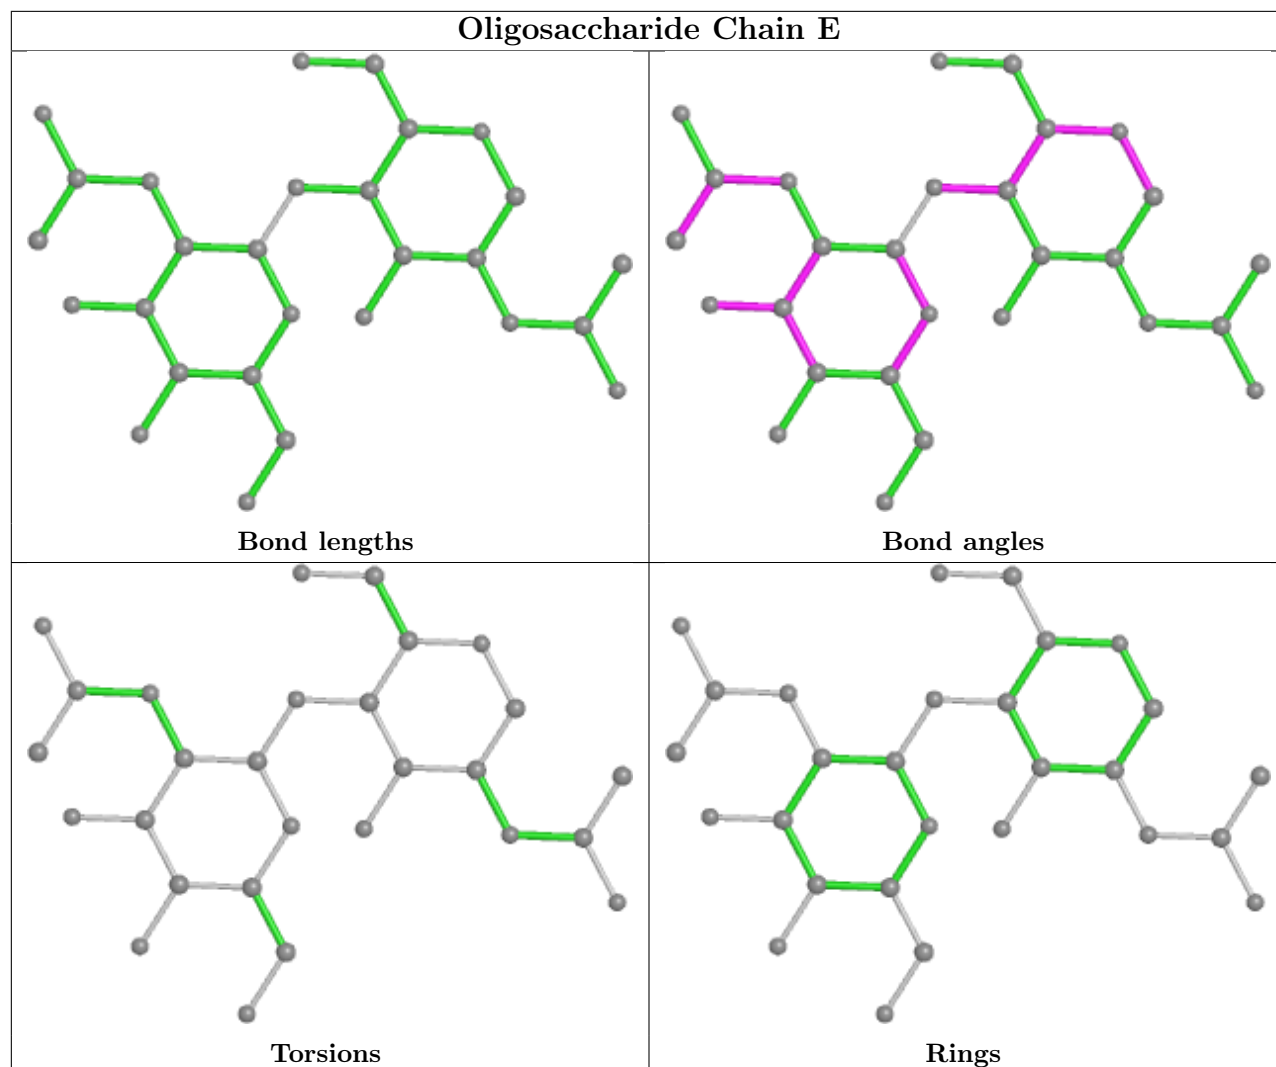 Oligosaccharide Chain E
Bond lengths
Bond angles
Torsions
Rings